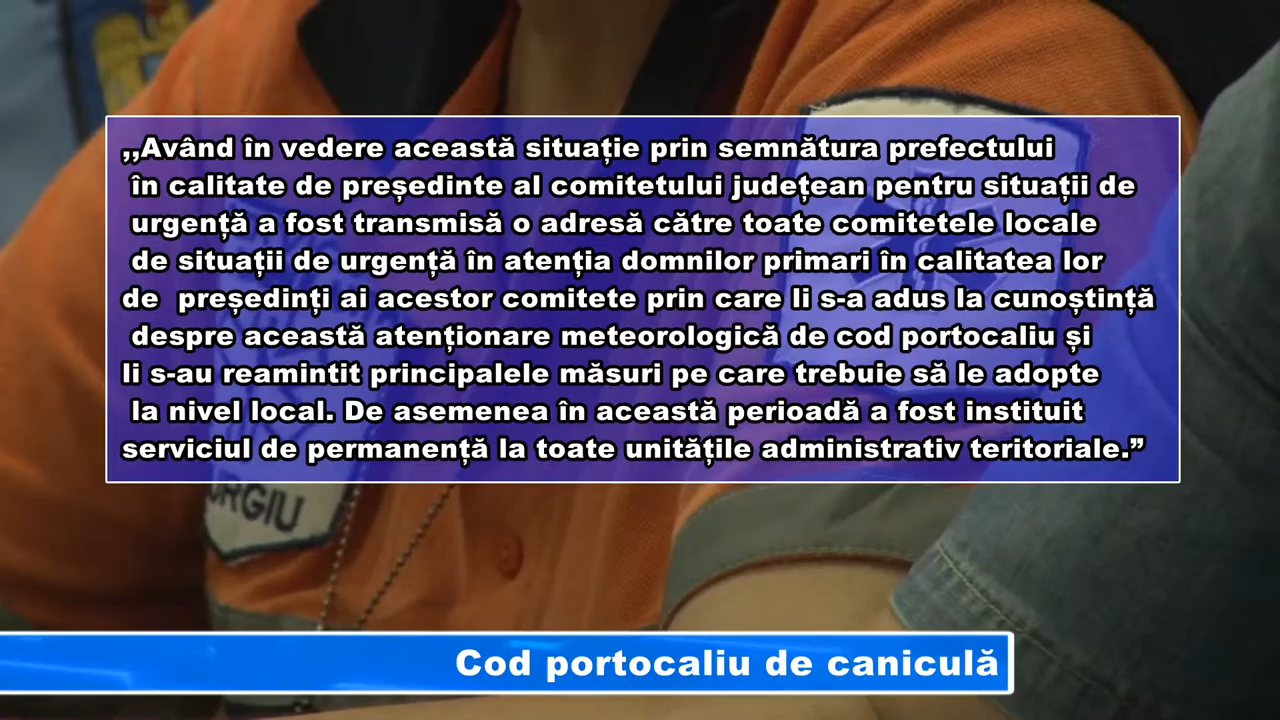 ,,Având în vedere această situație prin semnătura prefectului
în calitate de președinte al comitetului județean pentru situații de
urgență a fost transmisă o adresă către toate comitetele locale
de situații de urgență în atenția domnilor primari în calitatea lor
de președinți ai acestor comitete prin care li s-a adus la cunoștință
despre această atenționare meteorologică de cod portocaliu și
li s-au reamintit principalele măsuri pe care trebuie să le adopte
la nivel local. De asemenea în această perioadă a fost instituit
serviciul de permanență la toate unitățile administrativ teritoriale.”
Cod portocaliu de caniculă